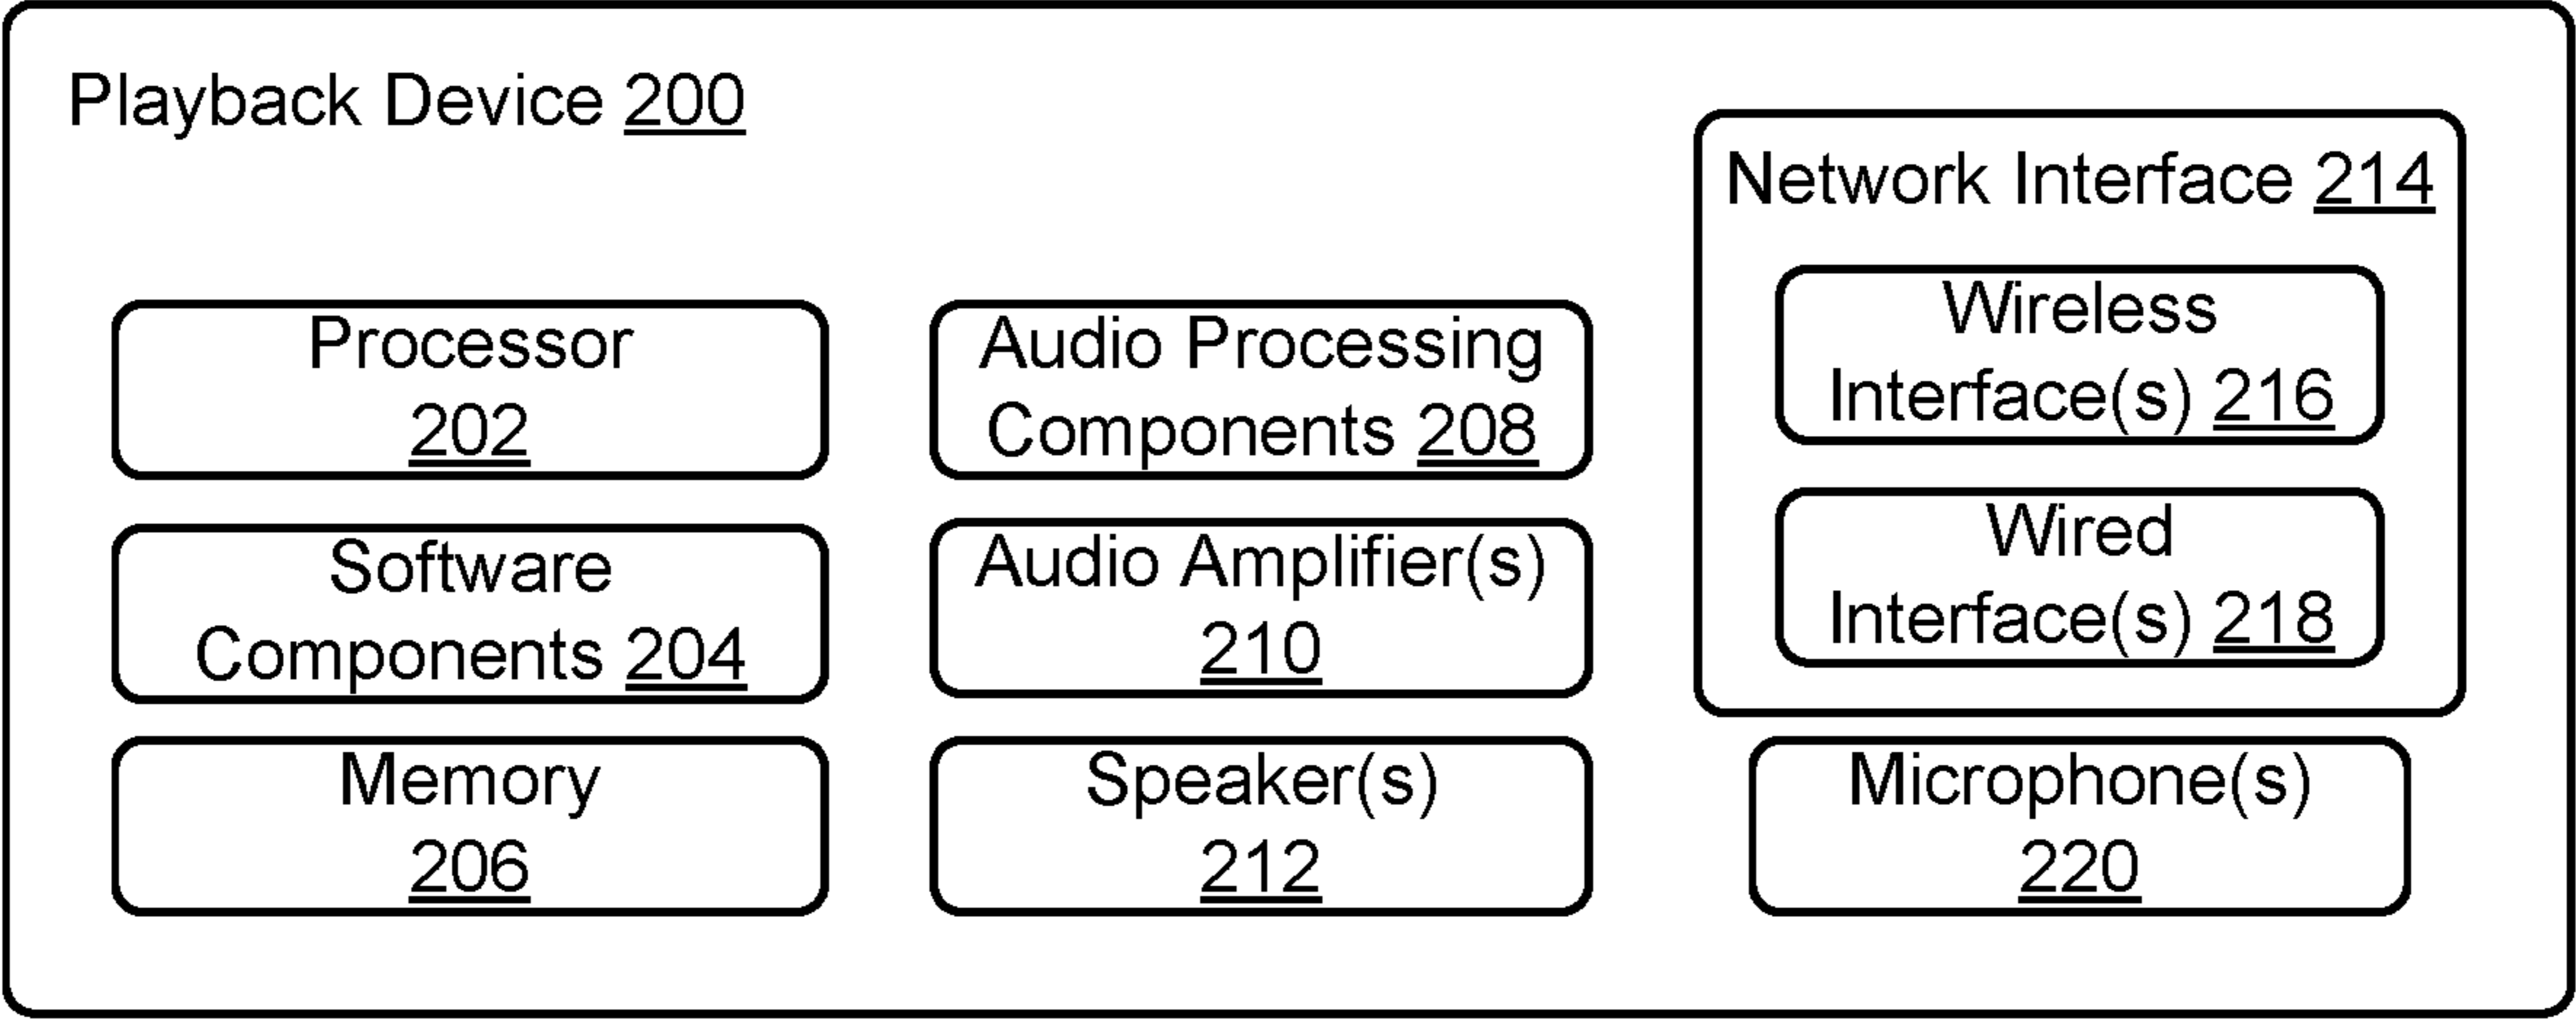 Playback Device 200
Processor
202
Software
Components 204
Memory
206
Audio Processing
Components 208
Audio Amplifier(s)
210
Speaker(s)
212
Network Interface 214
Wireless
Interface(s) 216
Wired
Interface(s) 218
Microphone(s)
220